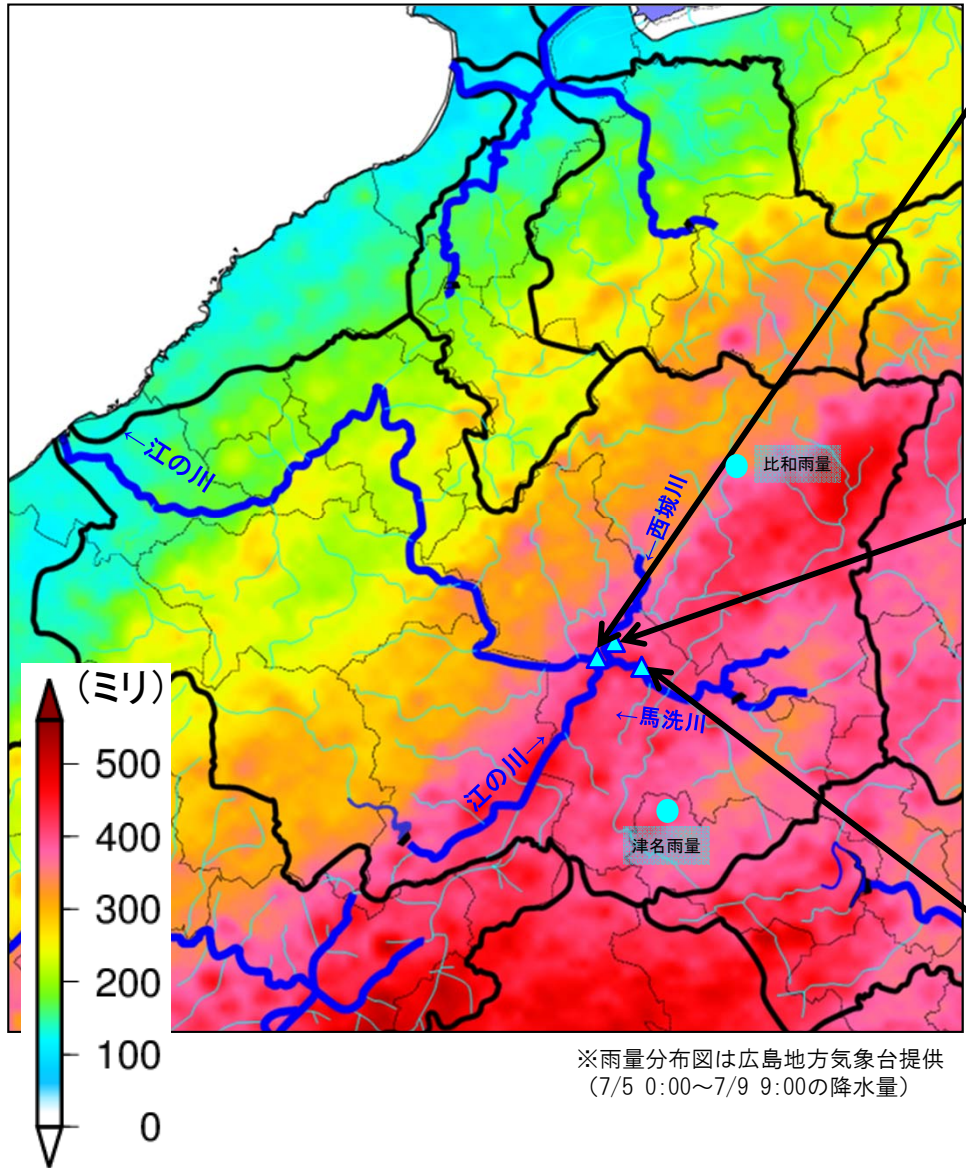 ←江の川
←西城川
比和雨量
←馬洗川
江の川→
津名雨量
(ミリ)
500
400
300
200
100
0
※雨量分布図は広島地方気象台提供
（7/5 0:00～7/9 9:00の降水量）